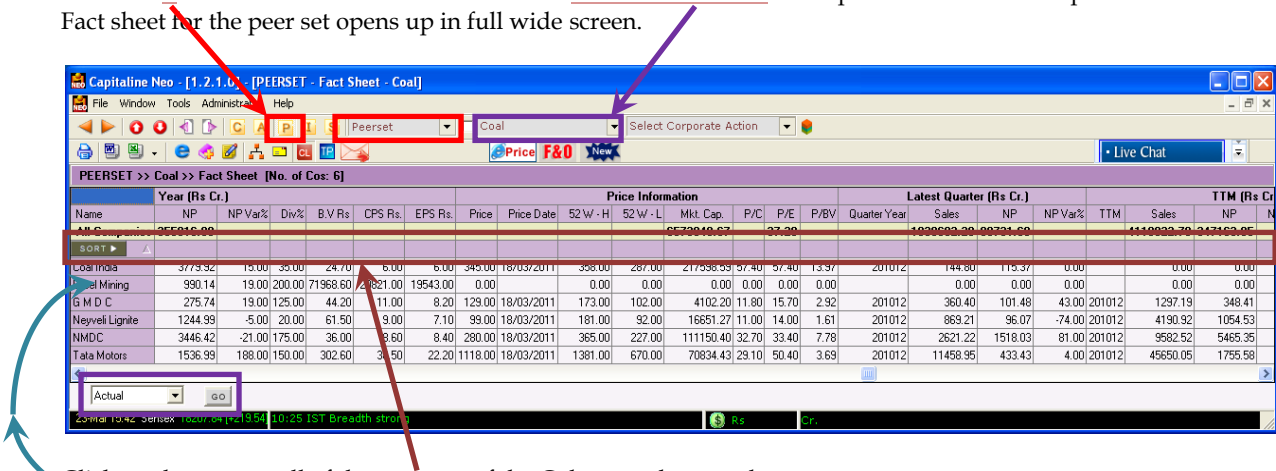 Fact sheet for the peer set opens up in full wide screen.
Capitaline Neo - [1.2.1.0] - [PEERSET - Fact Sheet - Coal]
File Window Tools Help
C A P I S Peerset Coal Select Corporate Action
CL TP Price F&O New • Live Chat
PEERSET >> Coal >> Fact Sheet [No. of Cos: 6]
Year (Rs Cr.) Price Information Latest Quarter (Rs Cr.) TTM (Rs Cr
Name NP NP Var% Div% B.V Rs CPS Rs. EPS Rs. Price Price Date 52 W - H 52 W - L Mkt. Cap. P/C P/E P/BV Quarter Year Sales NP NP Var% TTM Sales NP N
All Companies
SORT
Coal India 3779.92 15.00 35.00 24.70 6.00 6.00 345.00 18/03/2011 358.00 287.00 217598.59 57.40 57.40 13.97 201012 144.80 115.37 0.00 0.00 0.00
Mining 990.14 19.00 200.00 71968.60 19543.00 0.00 0.00 0.00 0.00 0.00 0.00 0.00 0.00 0.00 0.00 0.00 0.00
G M D C 275.74 19.00 125.00 44.20 11.00 8.20 129.00 18/03/2011 173.00 102.00 4102.20 11.80 15.70 2.92 201012 360.40 101.48 43.00 201012 1297.19 348.41
Neyveli Lignite 1244.99 -5.00 20.00 61.50 9.00 7.10 99.00 18/03/2011 181.00 92.00 16651.27 11.00 14.00 1.61 201012 869.21 96.07 -74.00 201012 4190.92 1054.53
NMDC 3446.42 -21.00 175.00 36.00 8.60 8.40 280.00 18/03/2011 365.00 227.00 111150.40 32.70 33.40 7.78 201012 2621.22 1518.03 81.00 201012 9582.52 5465.35
Tata Motors 1536.99 188.00 150.00 302.60 22.20 1118.00 18/03/2011 1381.00 670.00 70834.43 29.10 50.40 3.69 201012 11458.95 433.43 4.00 201012 45650.05 1755.58
Actual GO
10:25 IST Breadth strong Rs Cr.